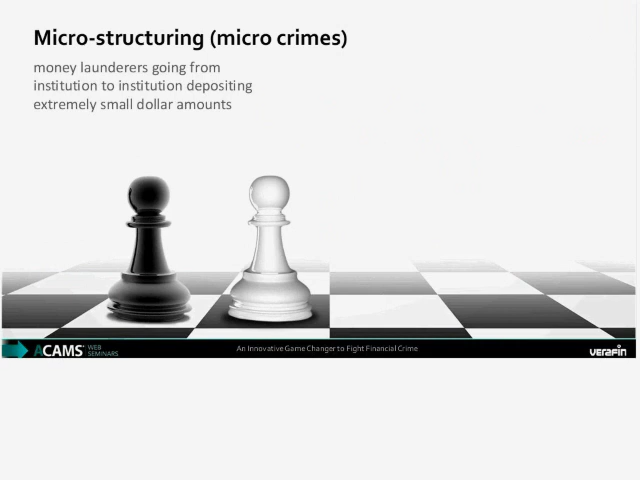 Micro-structuring (micro crimes)
money launderers going from
institution to institution depositing
extremely small dollar amounts
ACAMS WEB
SEMINARS
An Innovative Game Changer to Fight Financial Crime
verafin